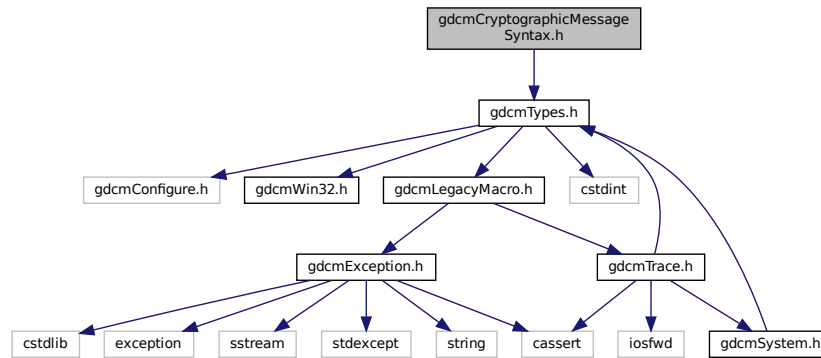 gdcmCryptographicMessage
Syntax.h
gdcmTypes.h
gdcmConfigure.h
gdcmWin32.h
gdcmLegacyMacro.h
cstdint
gdcmException.h
gdcmTrace.h
cstdlib
exception
sstream
stdexcept
string
cassert
iosfwd
gdcmSystem.h